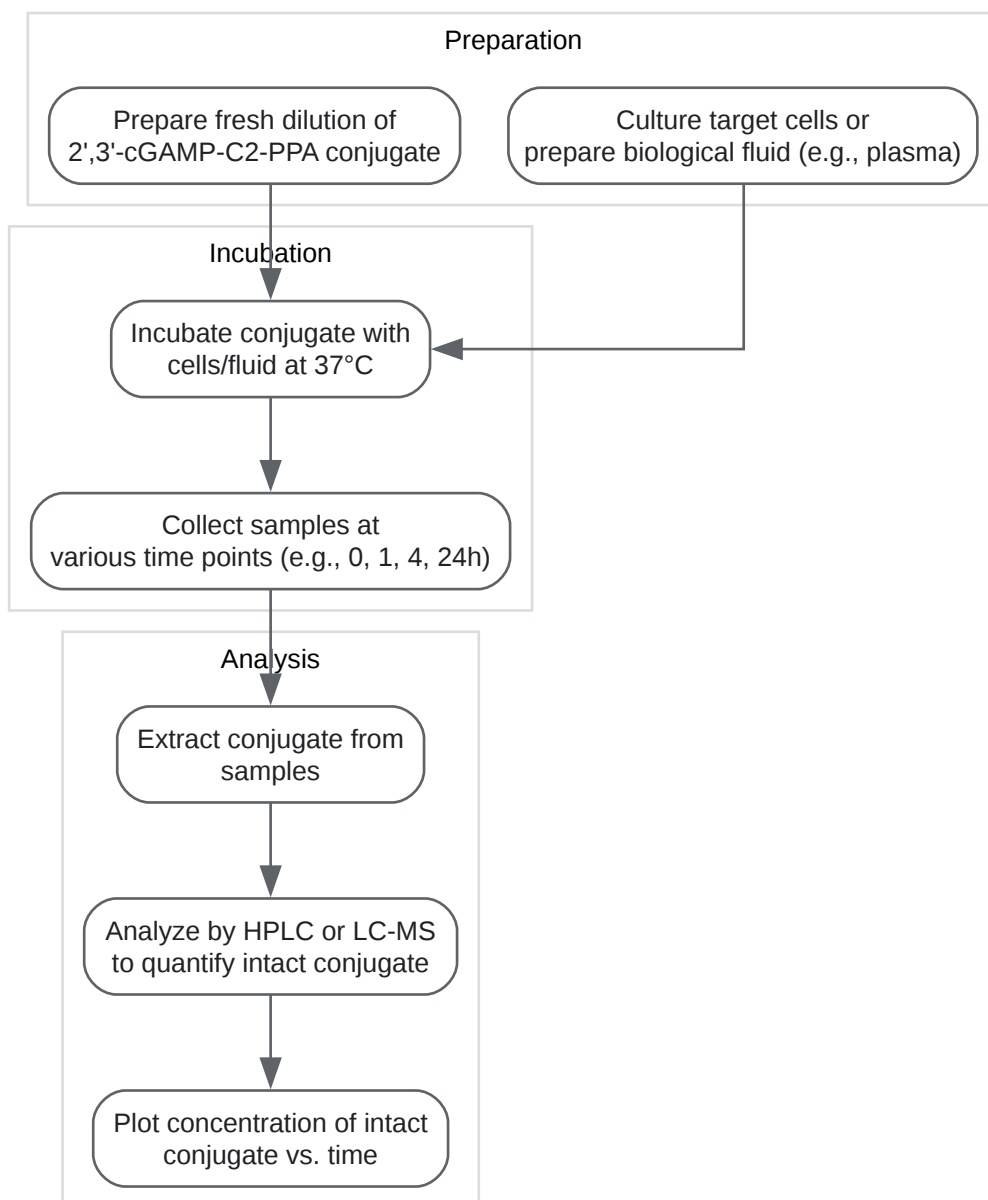 Preparation
Prepare fresh dilution of
2',3'-cGAMP-C2-PPA conjugate
Culture target cells or
prepare biological fluid (e.g., plasma)
Incubation
Incubate conjugate with
cells/fluid at 37°C
Collect samples at
various time points (e.g., 0, 1, 4, 24h)
Analysis
Extract conjugate from
samples
Analyze by HPLC or LC-MS
to quantify intact conjugate
Plot concentration of intact
conjugate vs. time